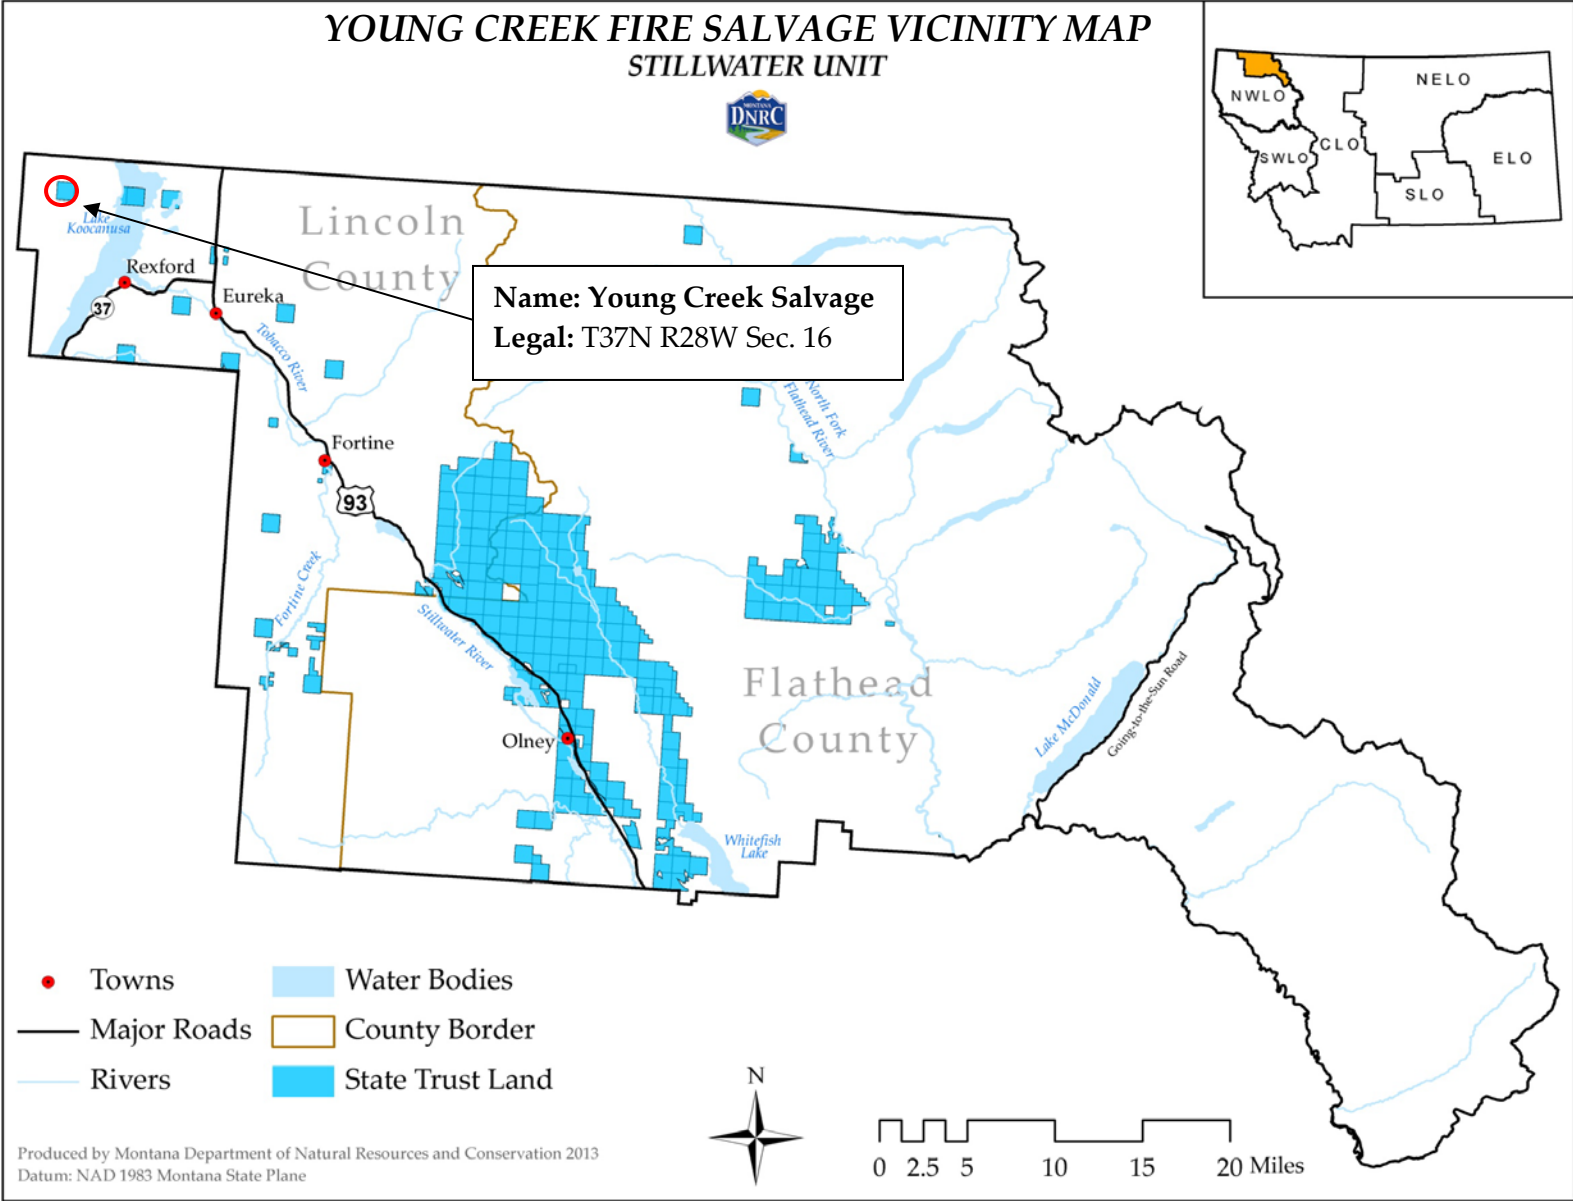 YOUNG CREEK FIRE SALVAGE VICINITY MAP
STILLWATER UNIT
MONTANA
DNRC
NWLO
SWLO
CLO
NELO
SLO
ELO
Lincoln
County
Lake
Koocanusa
Rexford
37
Eureka
Tobacco River
Name: Young Creek Salvage
Legal: T37N R28W Sec. 16
North Fork
Flathead River
Fortine
93
Fortine Creek
Stillwater River
Olney
Flathead
County
Lake McDonald
Going-to-the-Sun Road
Whitefish
Lake
Towns
Major Roads
Rivers
Water Bodies
County Border
State Trust Land
N
0 2.5 5 10 15 20 Miles
Produced by Montana Department of Natural Resources and Conservation 2013
Datum: NAD 1983 Montana State Plane